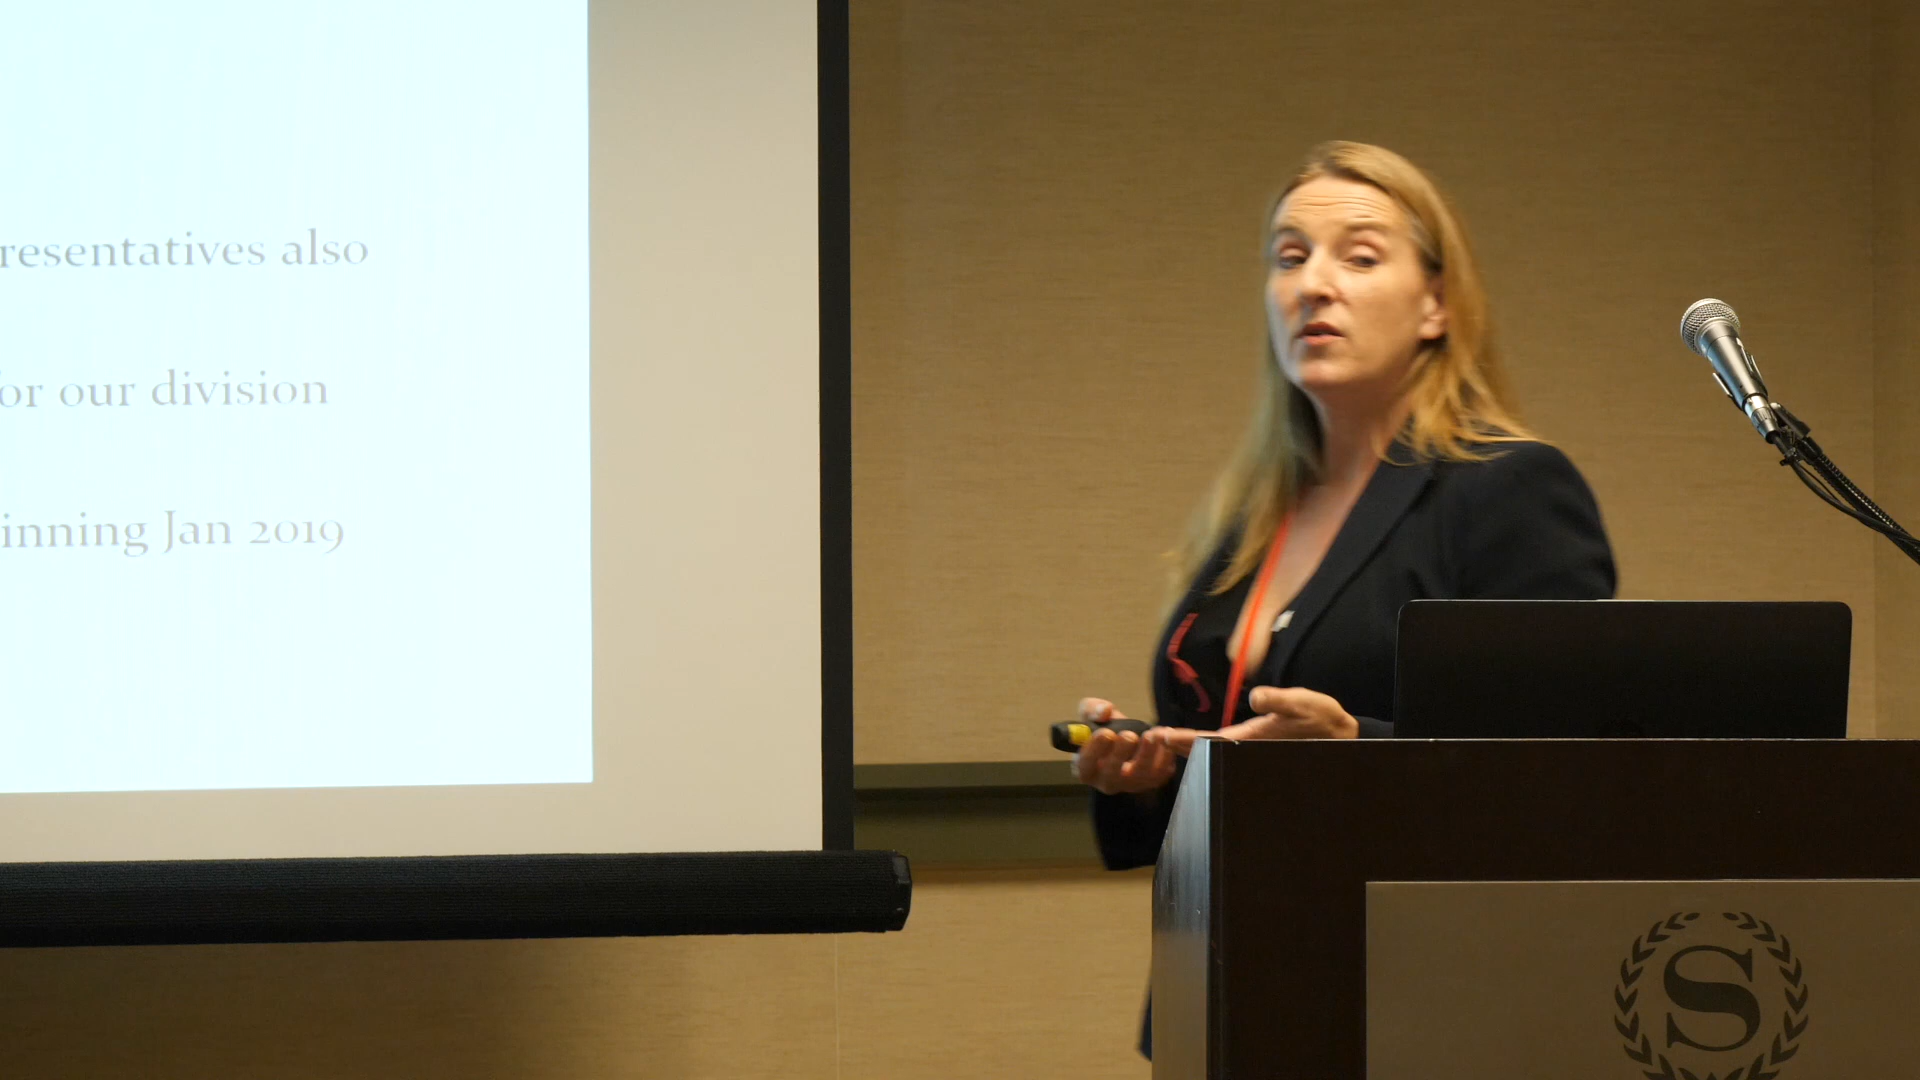 resentatives also
or our division
inning Jan 2019
S